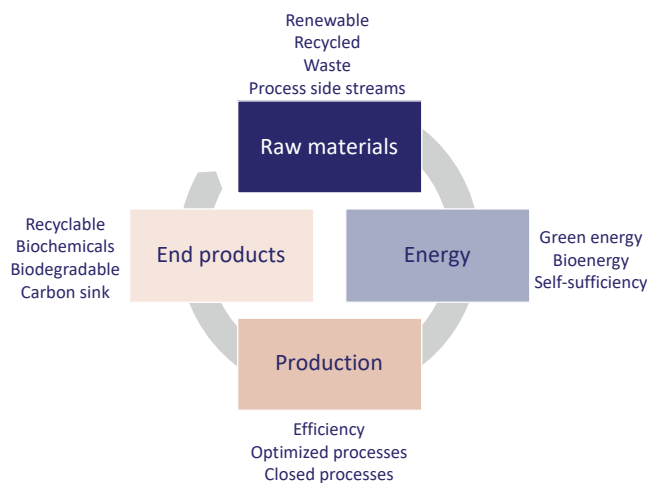 Renewable
Recycled
Waste
Process side streams
Raw materials
Recyclable
Biochemicals
Biodegradable
Carbon sink
End products
Energy
Green energy
Bioenergy
Self-sufficiency
Production
Efficiency
Optimized processes
Closed processes